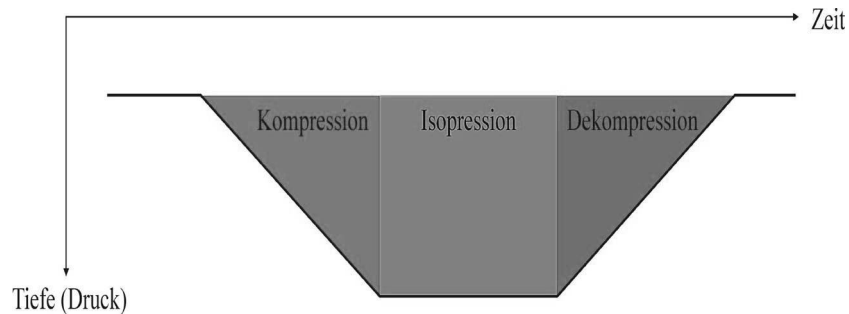 Zeit
Kompression
Isopression
Dekompression
Tiefe (Druck)